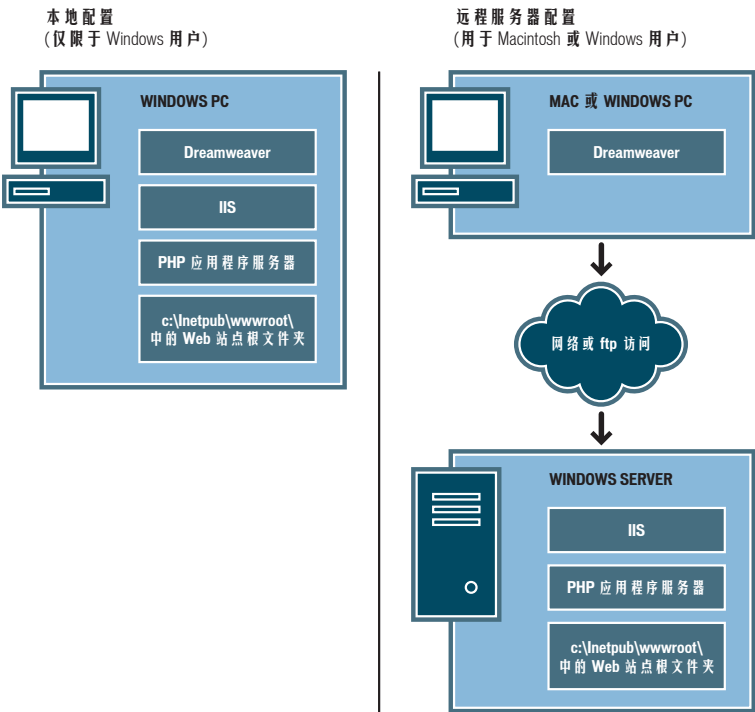 本地配置
(仅限于 Windows 用户)
WINDOWS PC
Dreamweaver
IIS
PHP 应用程序服务器
c:\Inetpub\wwwroot\
中的 Web 站点根文件夹
远程服务器配置
(用于 Macintosh 或 Windows 用户)
MAC 或 WINDOWS PC
Dreamweaver
网络或 ftp 访问
WINDOWS SERVER
IIS
PHP 应用程序服务器
c:\Inetpub\wwwroot\
中的 Web 站点根文件夹